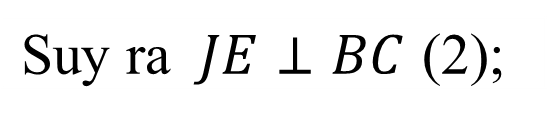 Suy ra JE ⊥ BC (2);